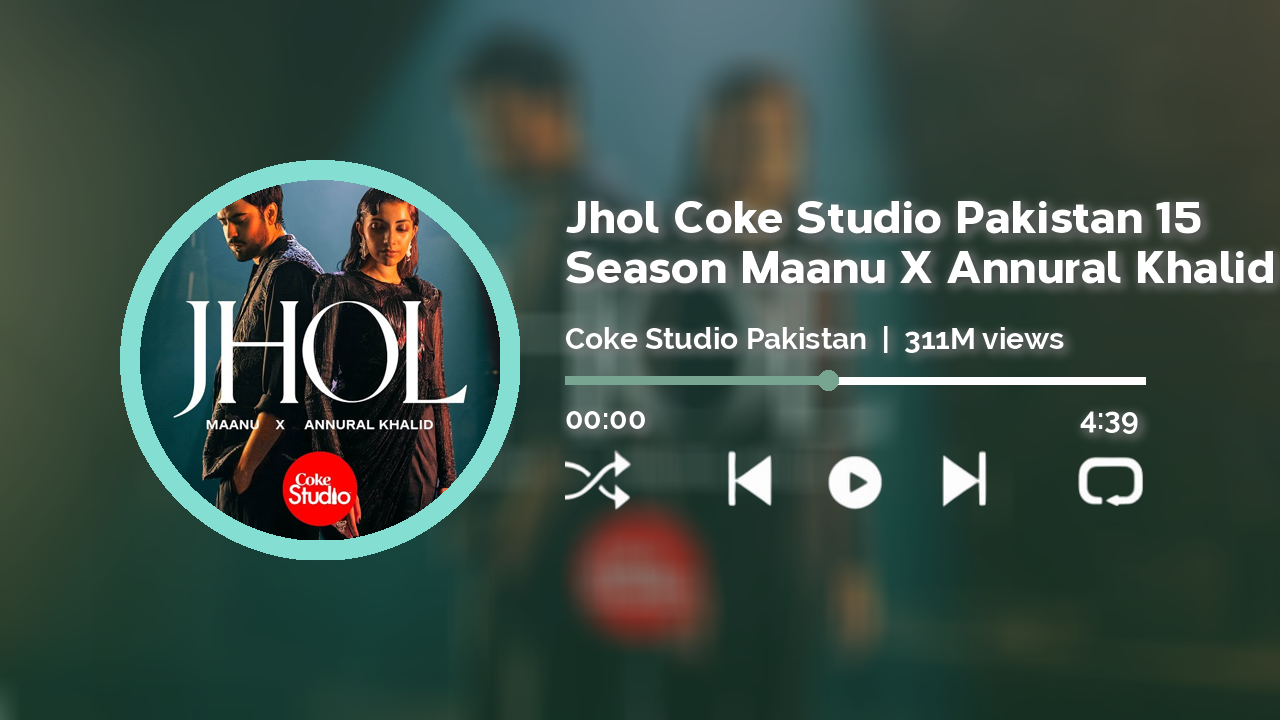 JHOL
MAANU X ANNURAL KHALID
Coke
Studio
Jhol Coke Studio Pakistan 15
Season Maanu X Annural Khalid
Coke Studio Pakistan | 311M views
00:00 4:39